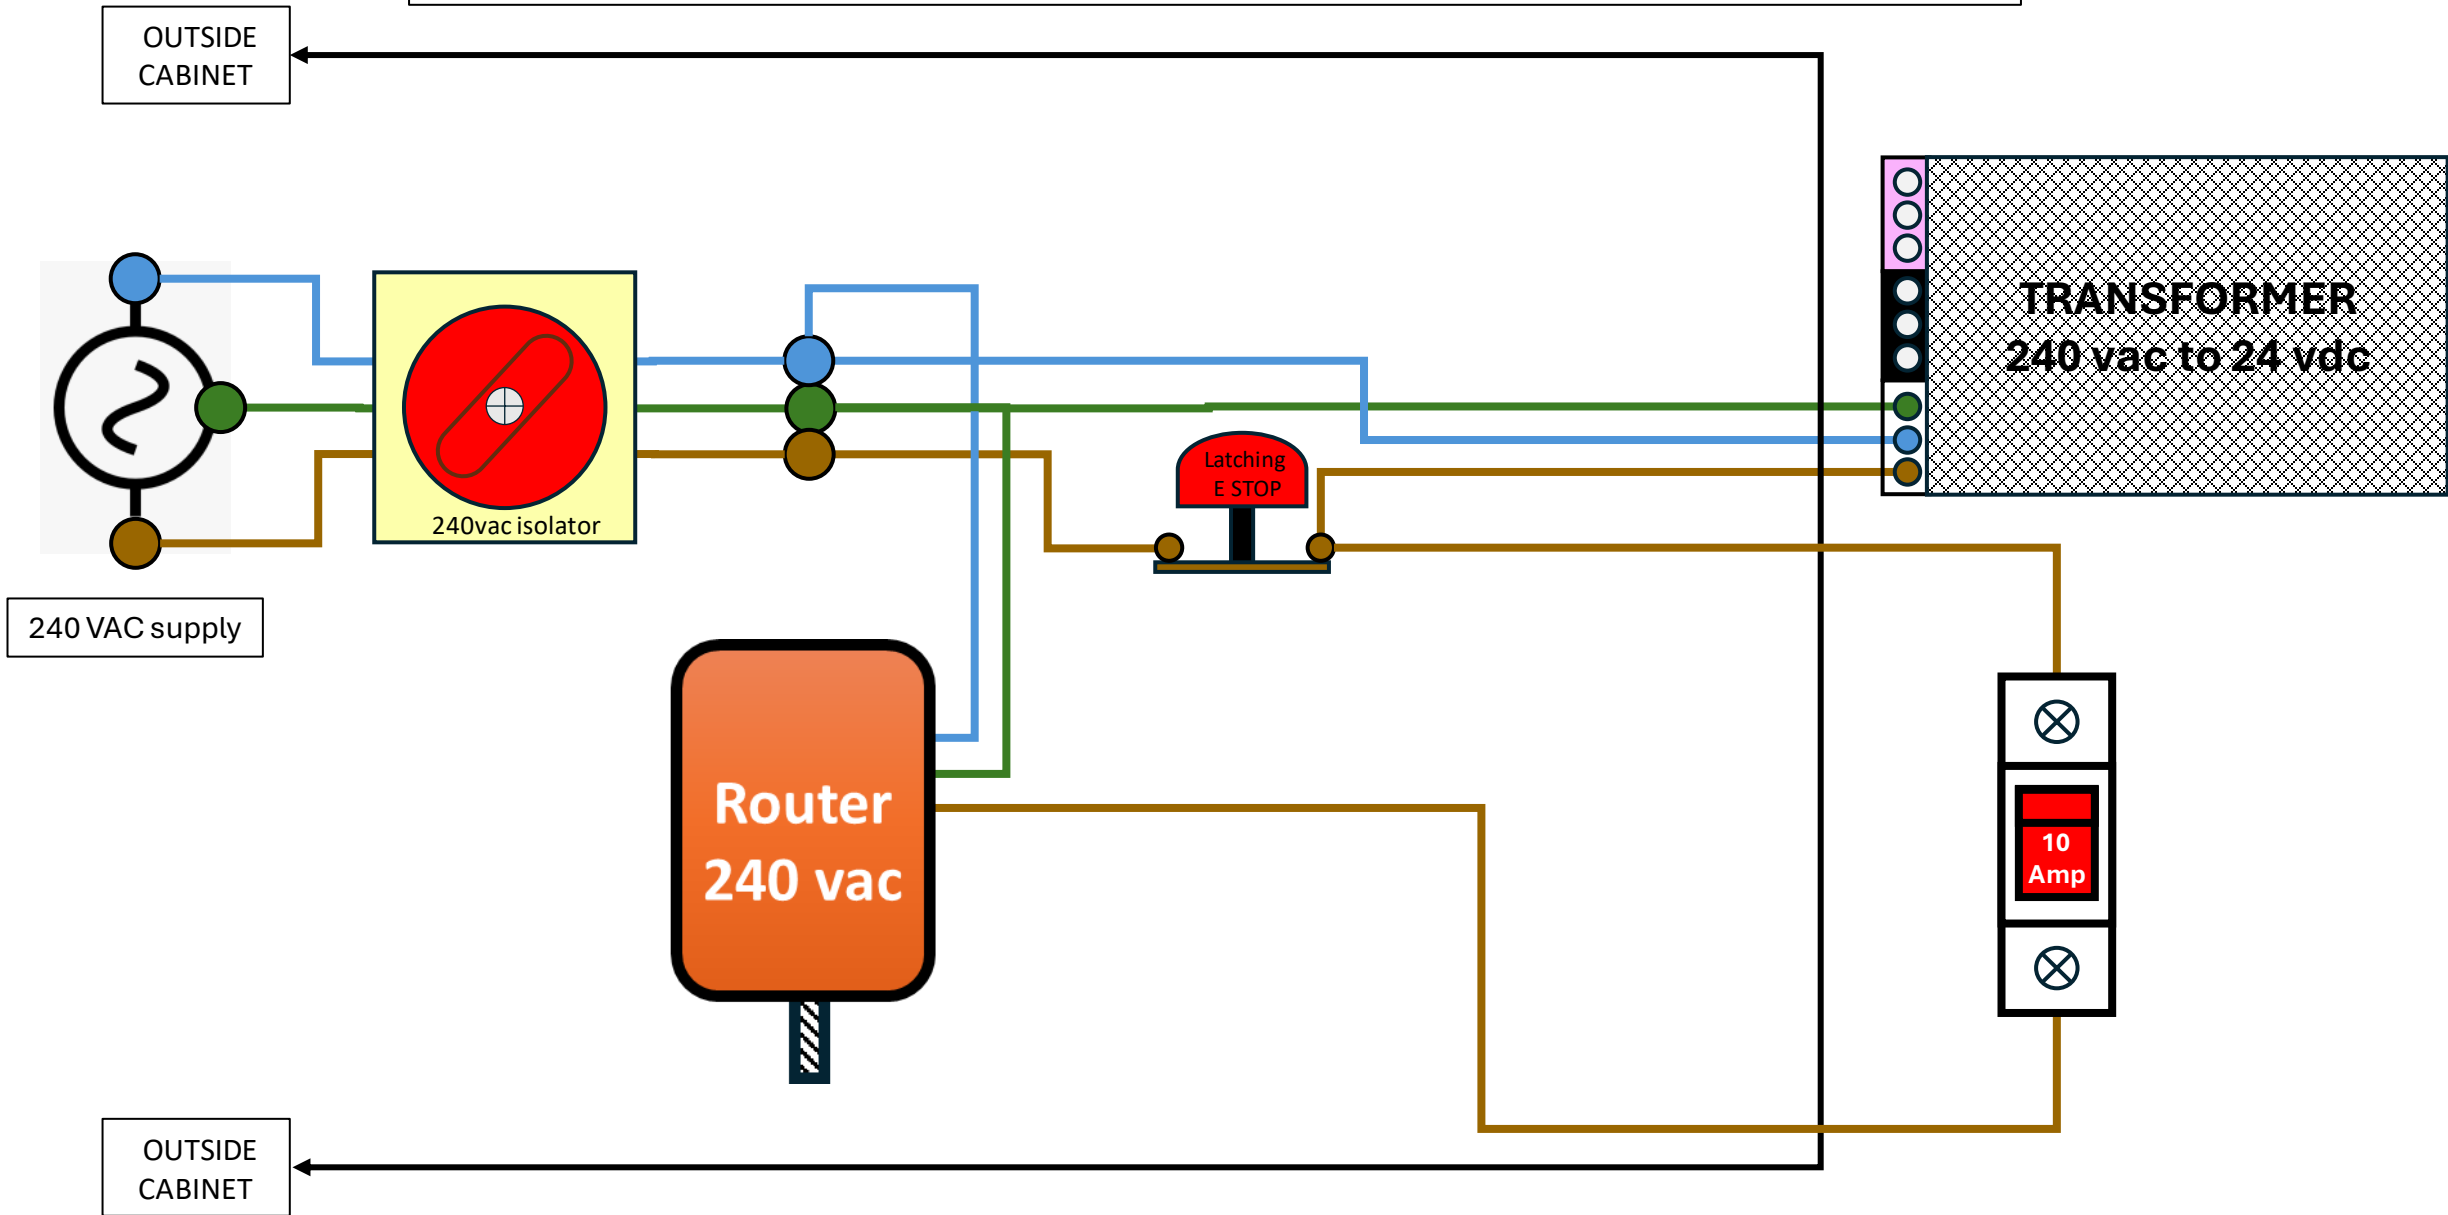 OUTSIDE
CABINET
TRANSFORMER
240 vac to 24 vdc
Latching
E STOP
240vac isolator
240 VAC supply
Router
240 vac
10
Amp
OUTSIDE
CABINET